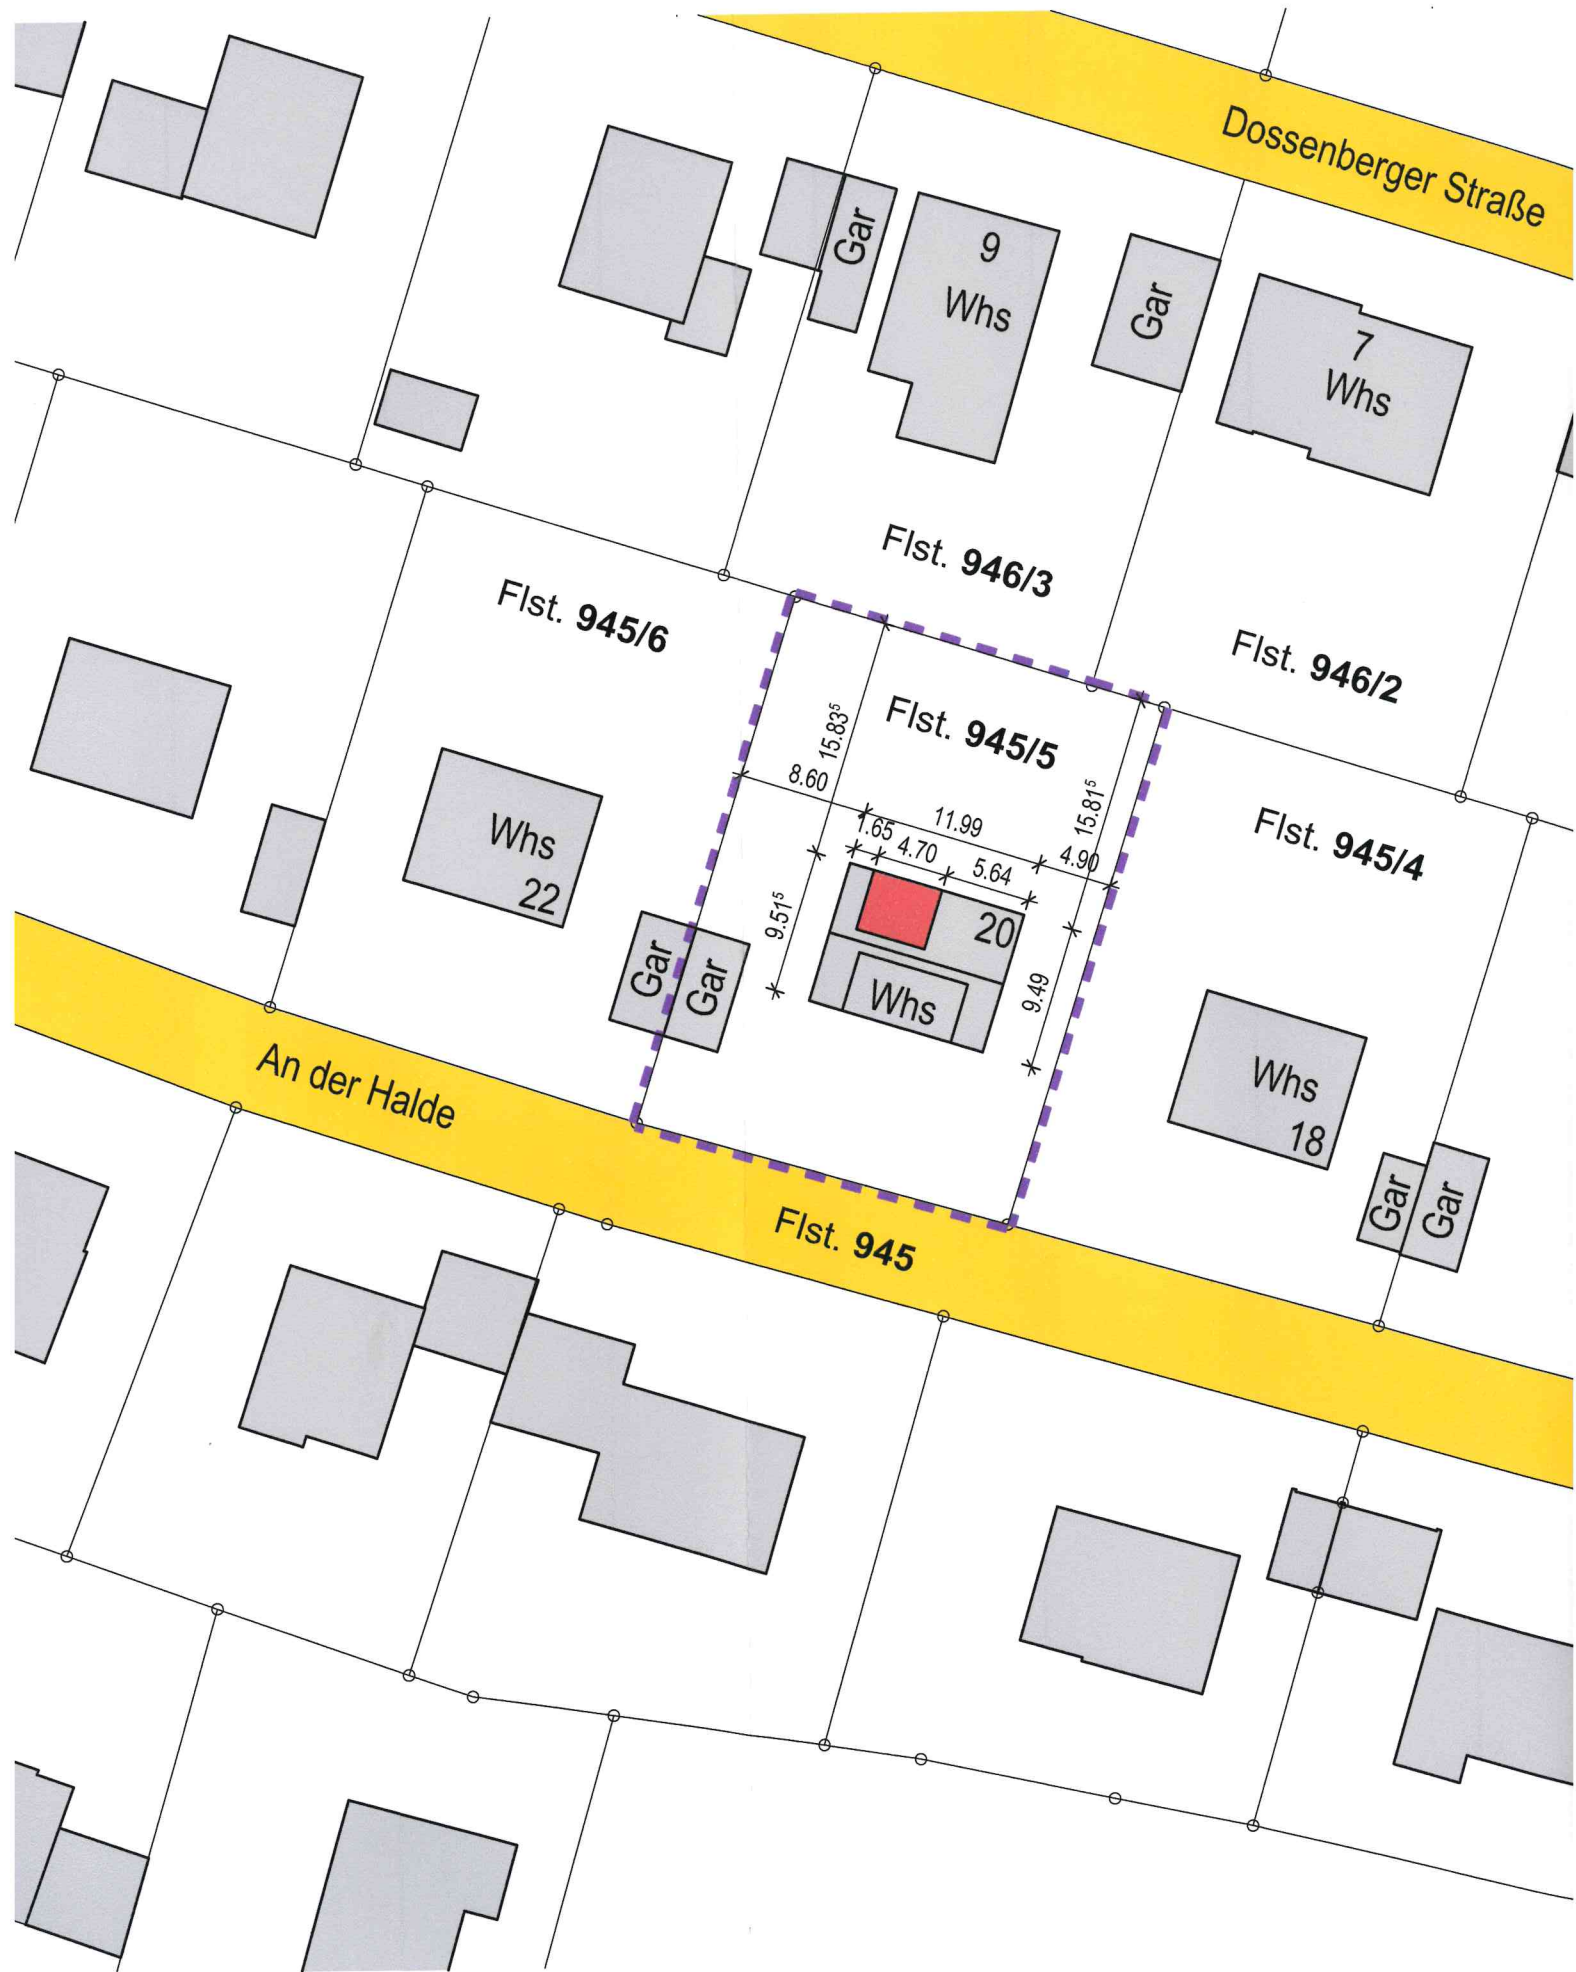 Dossenberger Straße
Gar
9
Whs
Gar
7
Whs
Flst. 946/3
Flst. 945/6
Flst. 946/2
Flst. 945/5
15.83⁵
8.60
15.81⁵
11.99
1.65
4.70
4.90
5.64
Flst. 945/4
Whs
22
9.51⁵
20
Gar
Gar
Whs
9.49
An der Halde
Whs
18
Gar
Gar
Flst. 945